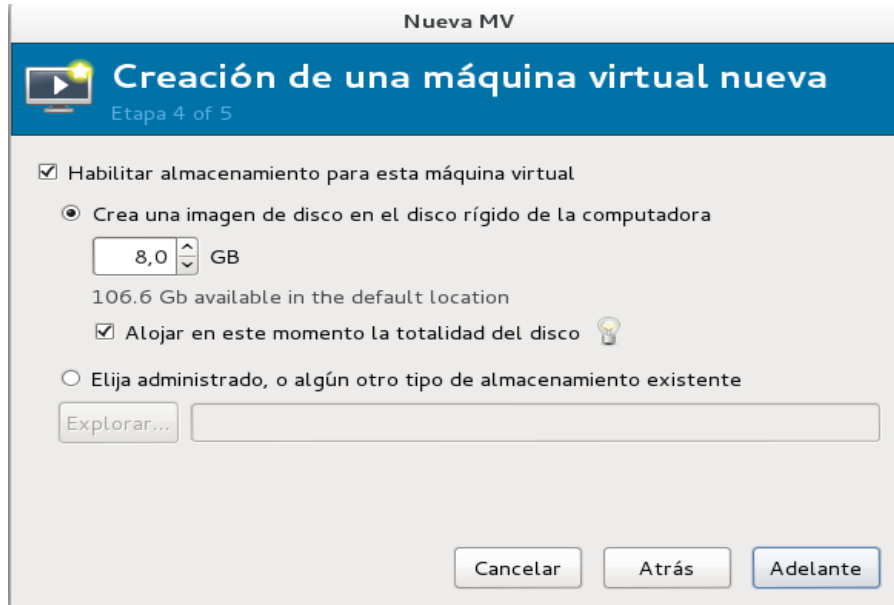 Nueva MV
Creación de una máquina virtual nueva
Etapa 4 of 5
Habilitar almacenamiento para esta máquina virtual
Crea una imagen de disco en el disco rígido de la computadora
8,0 GB
106.6 Gb available in the default location
Alojar en este momento la totalidad del disco
Elija administrado, o algún otro tipo de almacenamiento existente
Explorar...
Cancelar Atrás Adelante